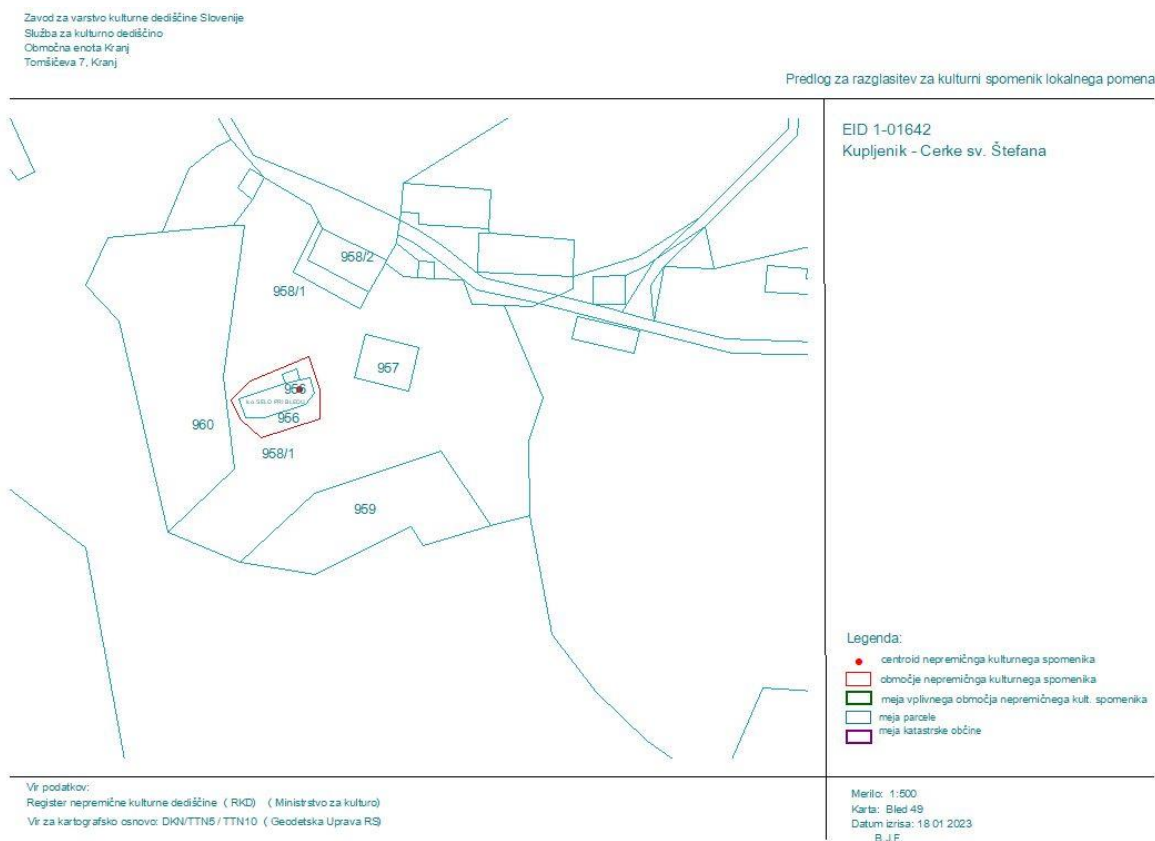 Zavod za varstvo kulturne dediščine Slovenije
Služba za kulturno dediščino
Območna enota Kranj
Tomšičeva 7, Kranj
Predlog za razglasitev za kulturni spomenik lokalnega pomena
EID 1-01642
Kupljenik - Cerke sv. Štefana
958/2
958/1
957
956
k.o. SELO PRI BLEDU
956
960
958/1
959
Legenda:
centroid nepremičnga kulturnega spomenika
območje nepremičnga kulturnega spomenika
meja vplivnega območja nepremičnega kult. spomenika
meja parcele
meja katastrske občine
Vir podatkov:
Register nepremične kulturne dediščine ( RKD) ( Ministrstvo za kulturo)
Vir za kartografsko osnovo: DKN/TTN5 / TTN10 ( Geodetska Uprava RS)
Merilo: 1:500
Karta: Bled 49
Datum izrisa: 18 01 2023
B.J.F.